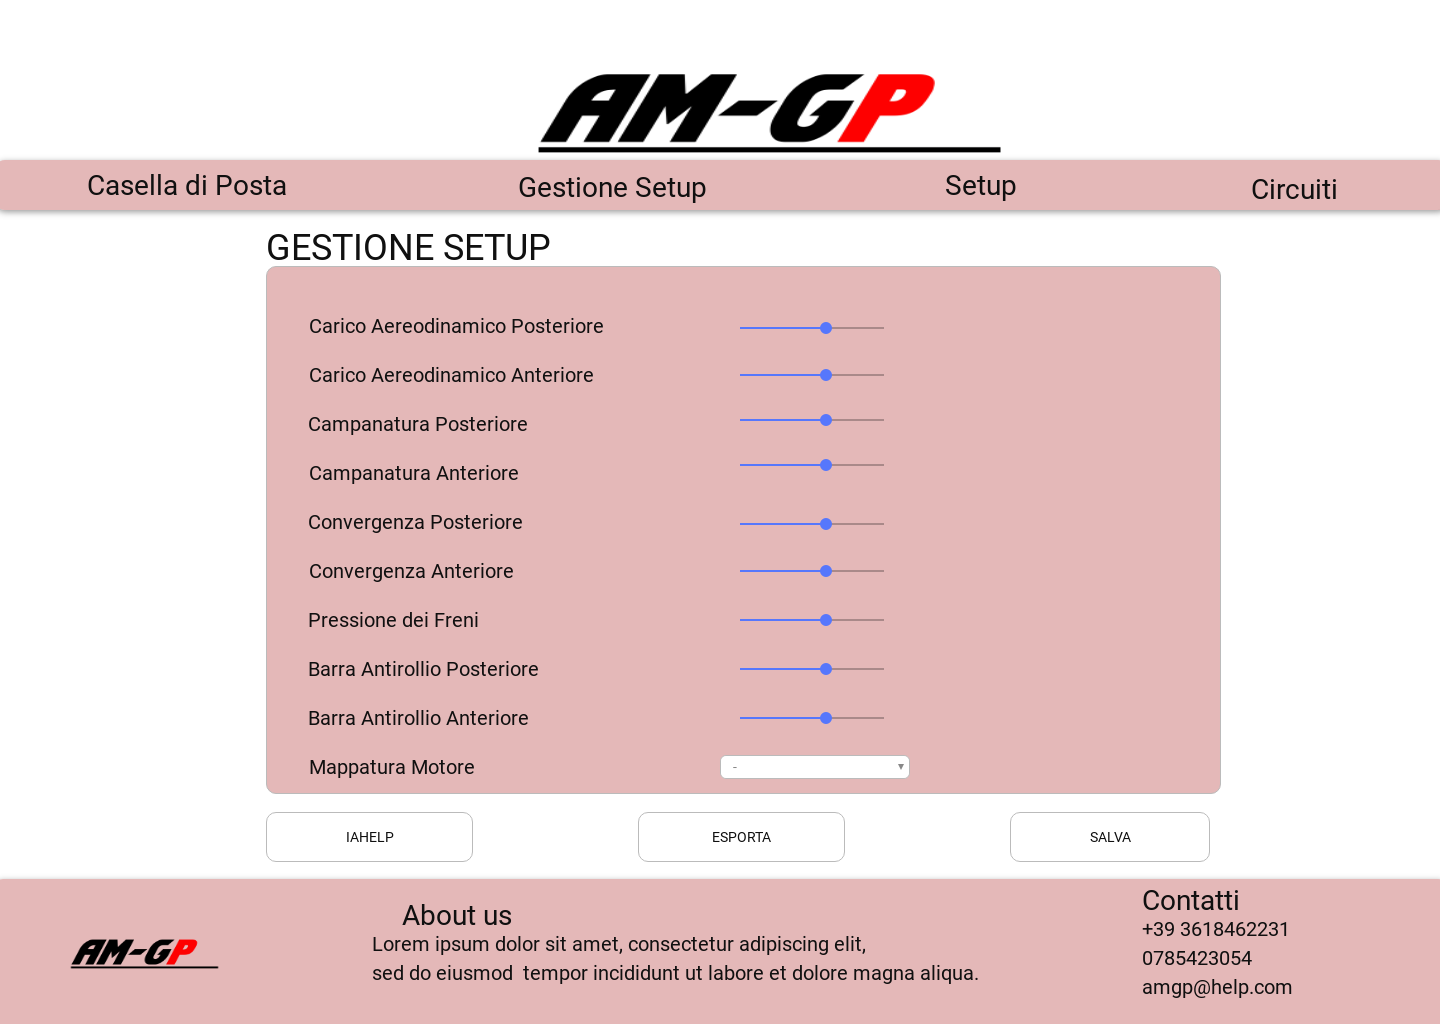 AM-GP
Casella di Posta
Gestione Setup
Setup
Circuiti
GESTIONE SETUP
Carico Aereodinamico Posteriore
Carico Aereodinamico Anteriore
Campanatura Posteriore
Campanatura Anteriore
Convergenza Posteriore
Convergenza Anteriore
Pressione dei Freni
Barra Antirollio Posteriore
Barra Antirollio Anteriore
Mappatura Motore
-
IAHELP
ESPORTA
SALVA
AM-GP
About us
Lorem ipsum dolor sit amet, consectetur adipiscing elit,
sed do eiusmod  tempor incididunt ut labore et dolore magna aliqua.
Contatti
+39 3618462231
0785423054
amgp@help.com